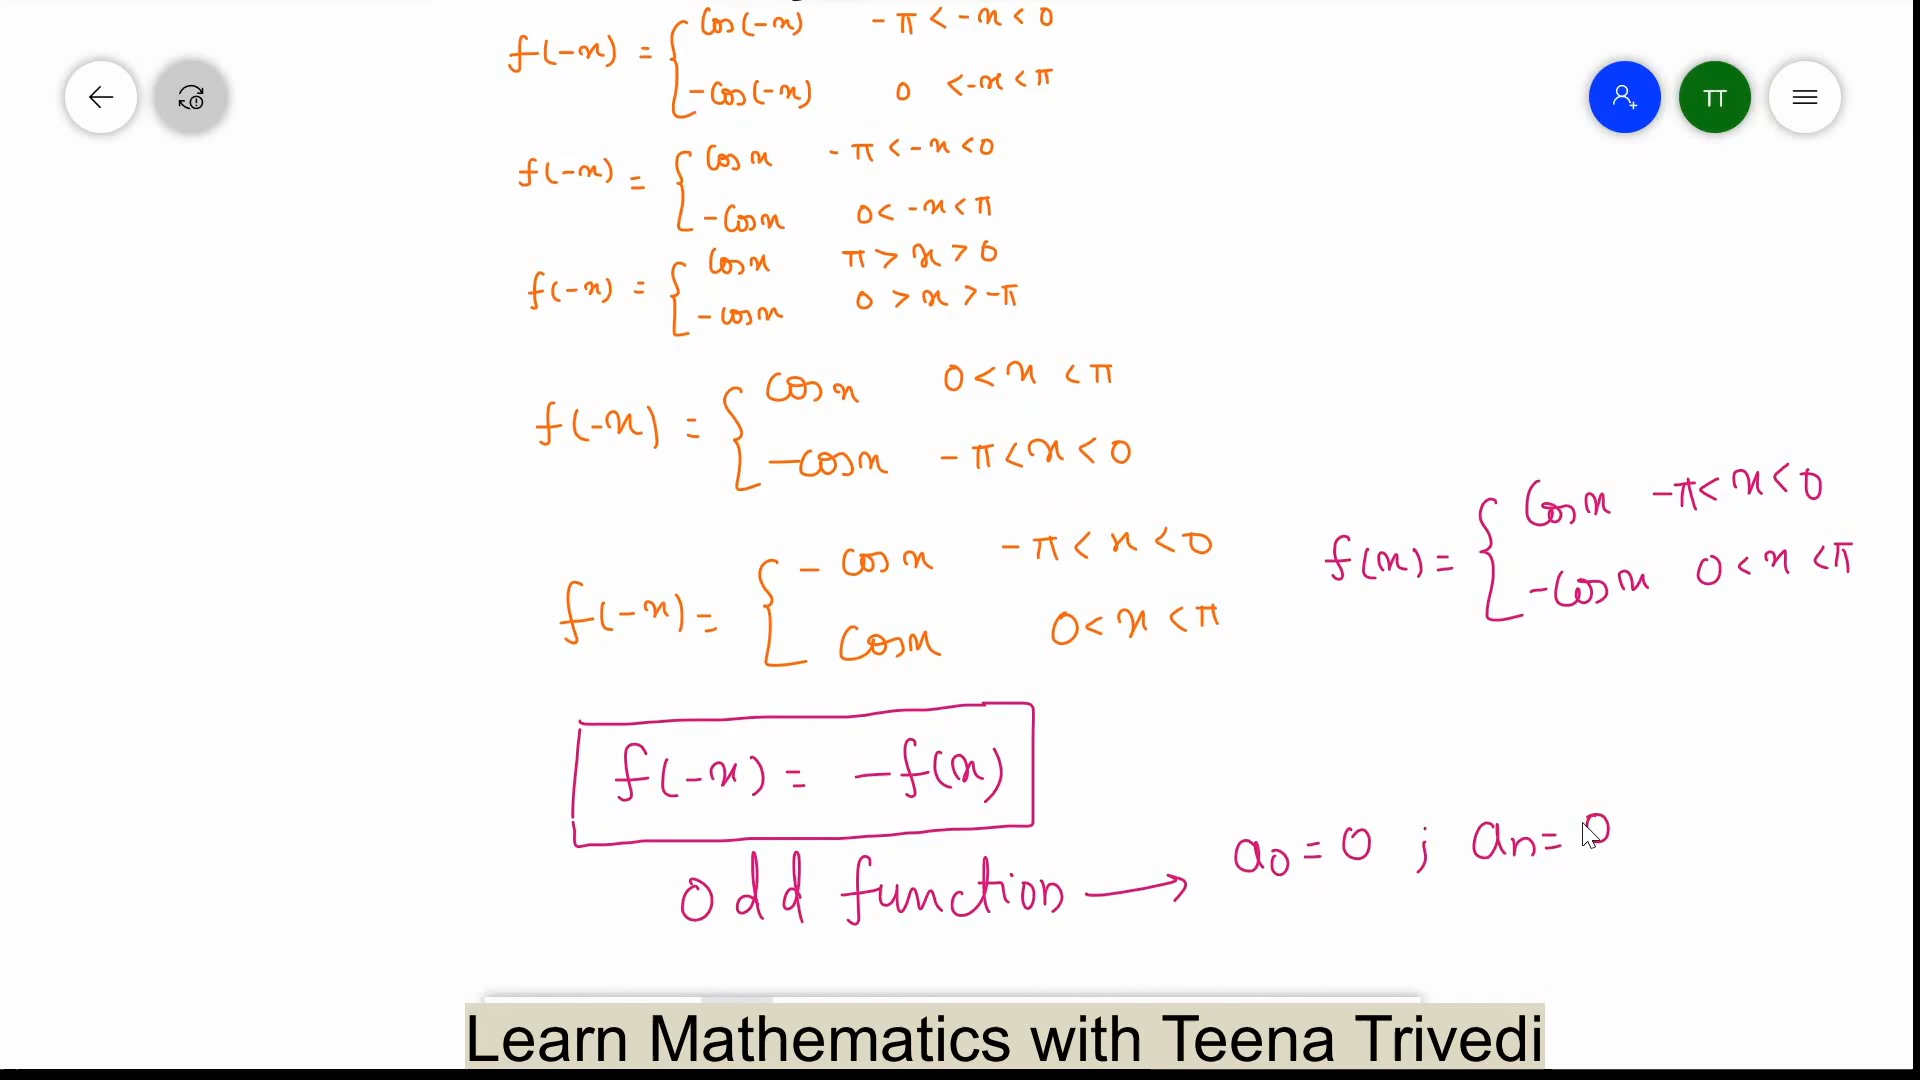 f(-x) = { cos(-x) -π < -x < 0
-cos(-x) 0 < -x < π
f(-x) = { cos x -π < -x < 0
-cos x 0 < -x < π
f(-x) = { cos x π > x > 0
-cos x 0 > x > -π
f(-x) = { cos x 0 < x < π
-cos x -π < x < 0
f(x) = { cos x -π < x < 0
-cos x 0 < x < π
f(-x) = { -cos x -π < x < 0
cos x 0 < x < π
f(-x) = -f(x)
odd function → a0 = 0 ; an = 0
TT
Learn Mathematics with Teena Trivedi